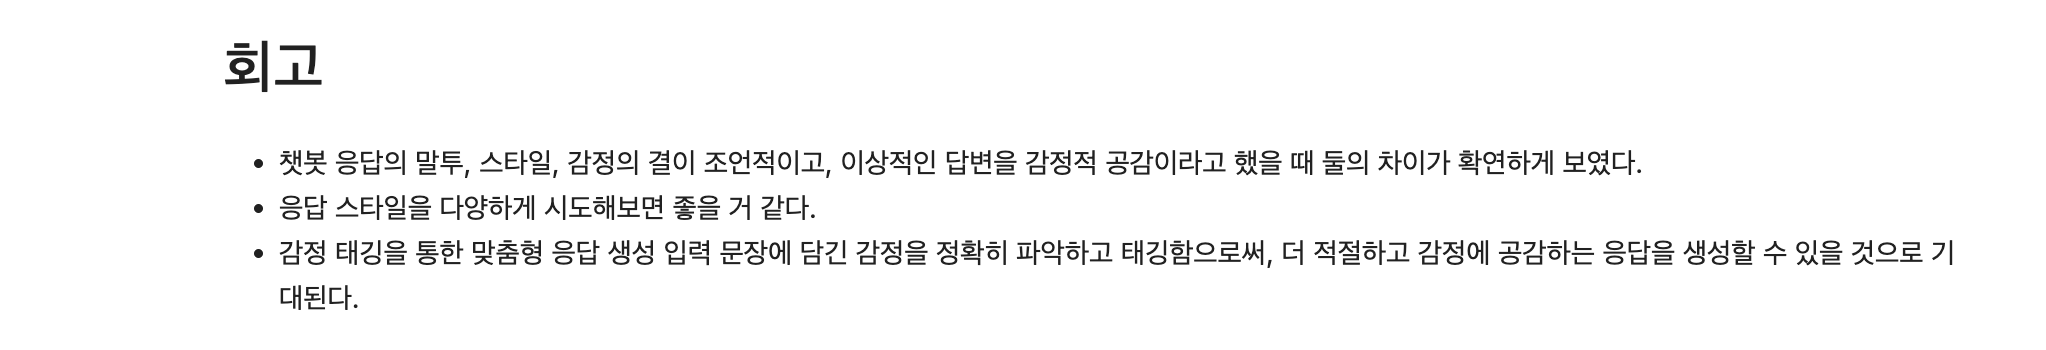 회고
• 챗봇 응답의 말투, 스타일, 감정의 결이 조언적이고, 이상적인 답변을 감정적 공감이라고 했을 때 둘의 차이가 확연하게 보였다.
• 응답 스타일을 다양하게 시도해보면 좋을 거 같다.
• 감정 태깅을 통한 맞춤형 응답 생성 입력 문장에 담긴 감정을 정확히 파악하고 태깅함으로써, 더 적절하고 감정에 공감하는 응답을 생성할 수 있을 것으로 기
대된다.